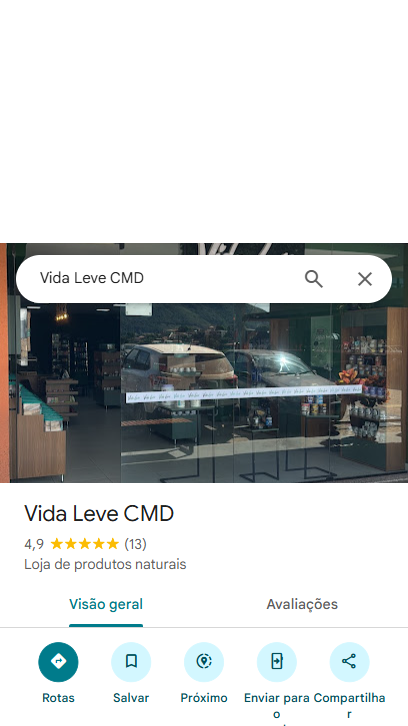 Vida Leve CMD
Vida Leve CMD
4,9 (13)
Loja de produtos naturais
Visão geral Avaliações
Rotas Salvar Próximo Enviar para o Compartilhar